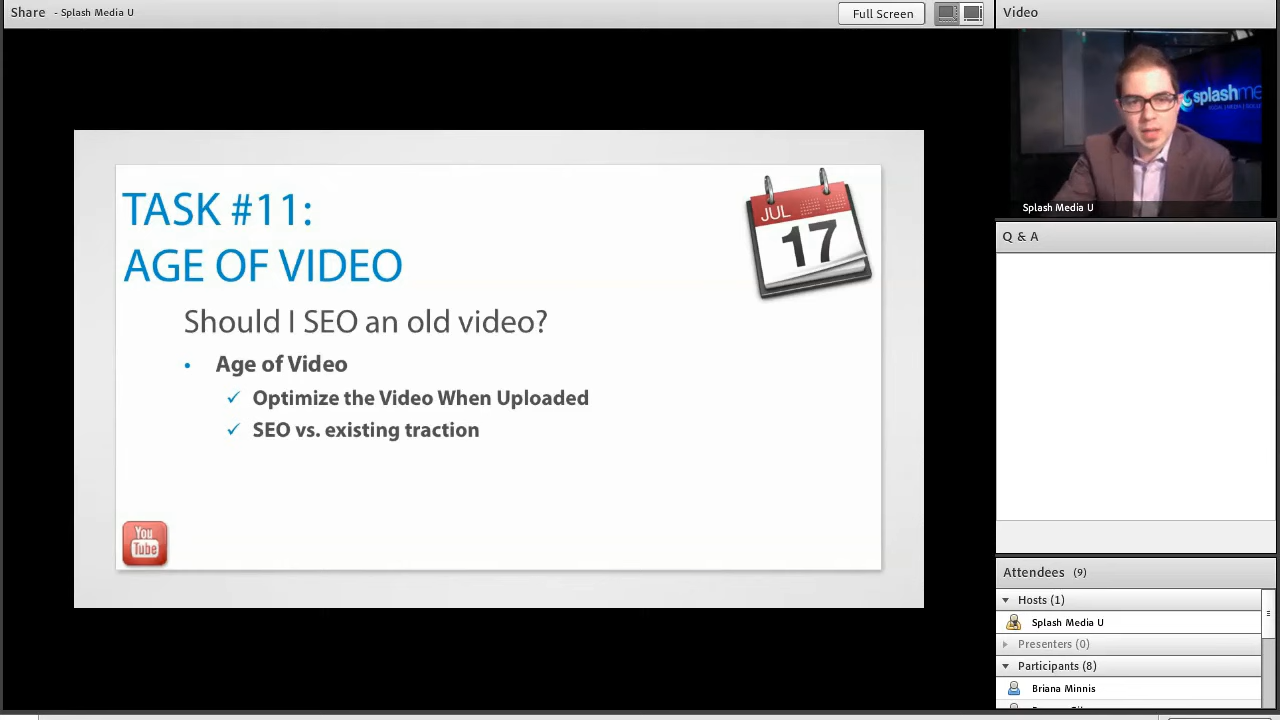 Share - Splash Media U
Full Screen
Video
TASK #11:
AGE OF VIDEO
JUL
17
Should I SEO an old video?
• Age of Video
✓ Optimize the Video When Uploaded
✓ SEO vs. existing traction
You
Tube
splashme
Splash Media U
Q & A
Attendees (9)
Hosts (1)
Splash Media U
Presenters (0)
Participants (8)
Briana Minnis